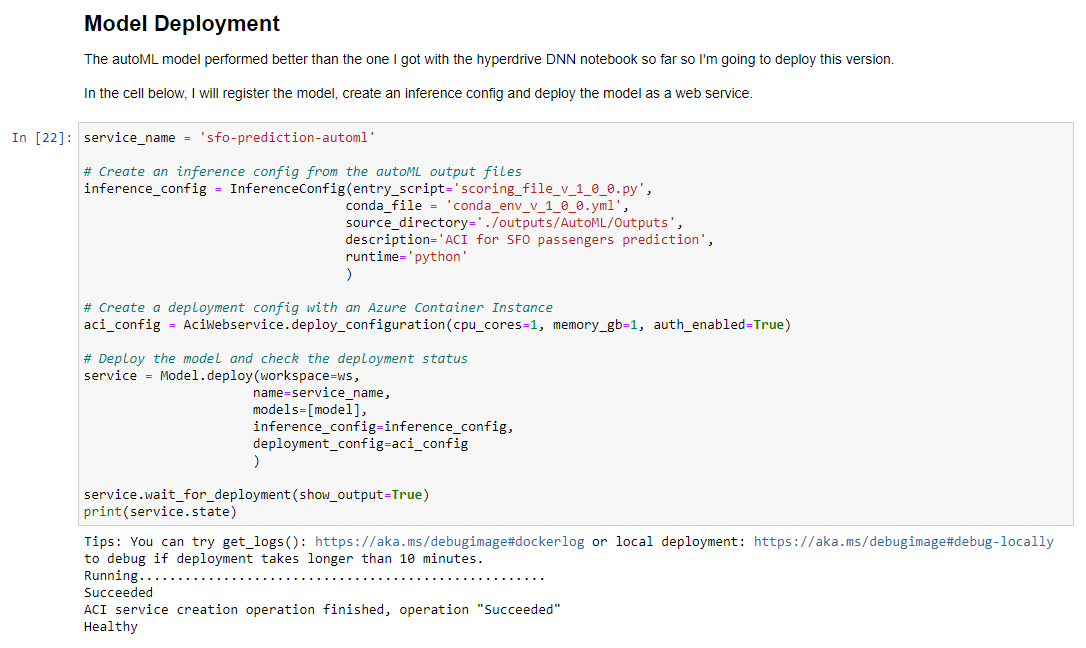 Model Deployment
The autoML model performed better than the one I got with the hyperdrive DNN notebook so far so I'm going to deploy this version.
In the cell below, I will register the model, create an inference config and deploy the model as a web service.
In [22]: service_name = 'sfo-prediction-automl'
# Create an inference config from the autoML output files
inference_config = InferenceConfig(entry_script='scoring_file_v_1_0_0.py',
conda_file = 'conda_env_v_1_0_0.yml',
source_directory='./outputs/AutoML/Outputs',
description='ACI for SFO passengers prediction',
runtime='python'
)
# Create a deployment config with an Azure Container Instance
aci_config = AciWebservice.deploy_configuration(cpu_cores=1, memory_gb=1, auth_enabled=True)
# Deploy the model and check the deployment status
service = Model.deploy(workspace=ws,
name=service_name,
models=[model],
inference_config=inference_config,
deployment_config=aci_config
)
service.wait_for_deployment(show_output=True)
print(service.state)
Tips: You can try get_logs(): https://aka.ms/debugimage#dockerlog or local deployment: https://aka.ms/debugimage#debug-locally
to debug if deployment takes longer than 10 minutes.
Running.....................................................
Succeeded
ACI service creation operation finished, operation "Succeeded"
Healthy